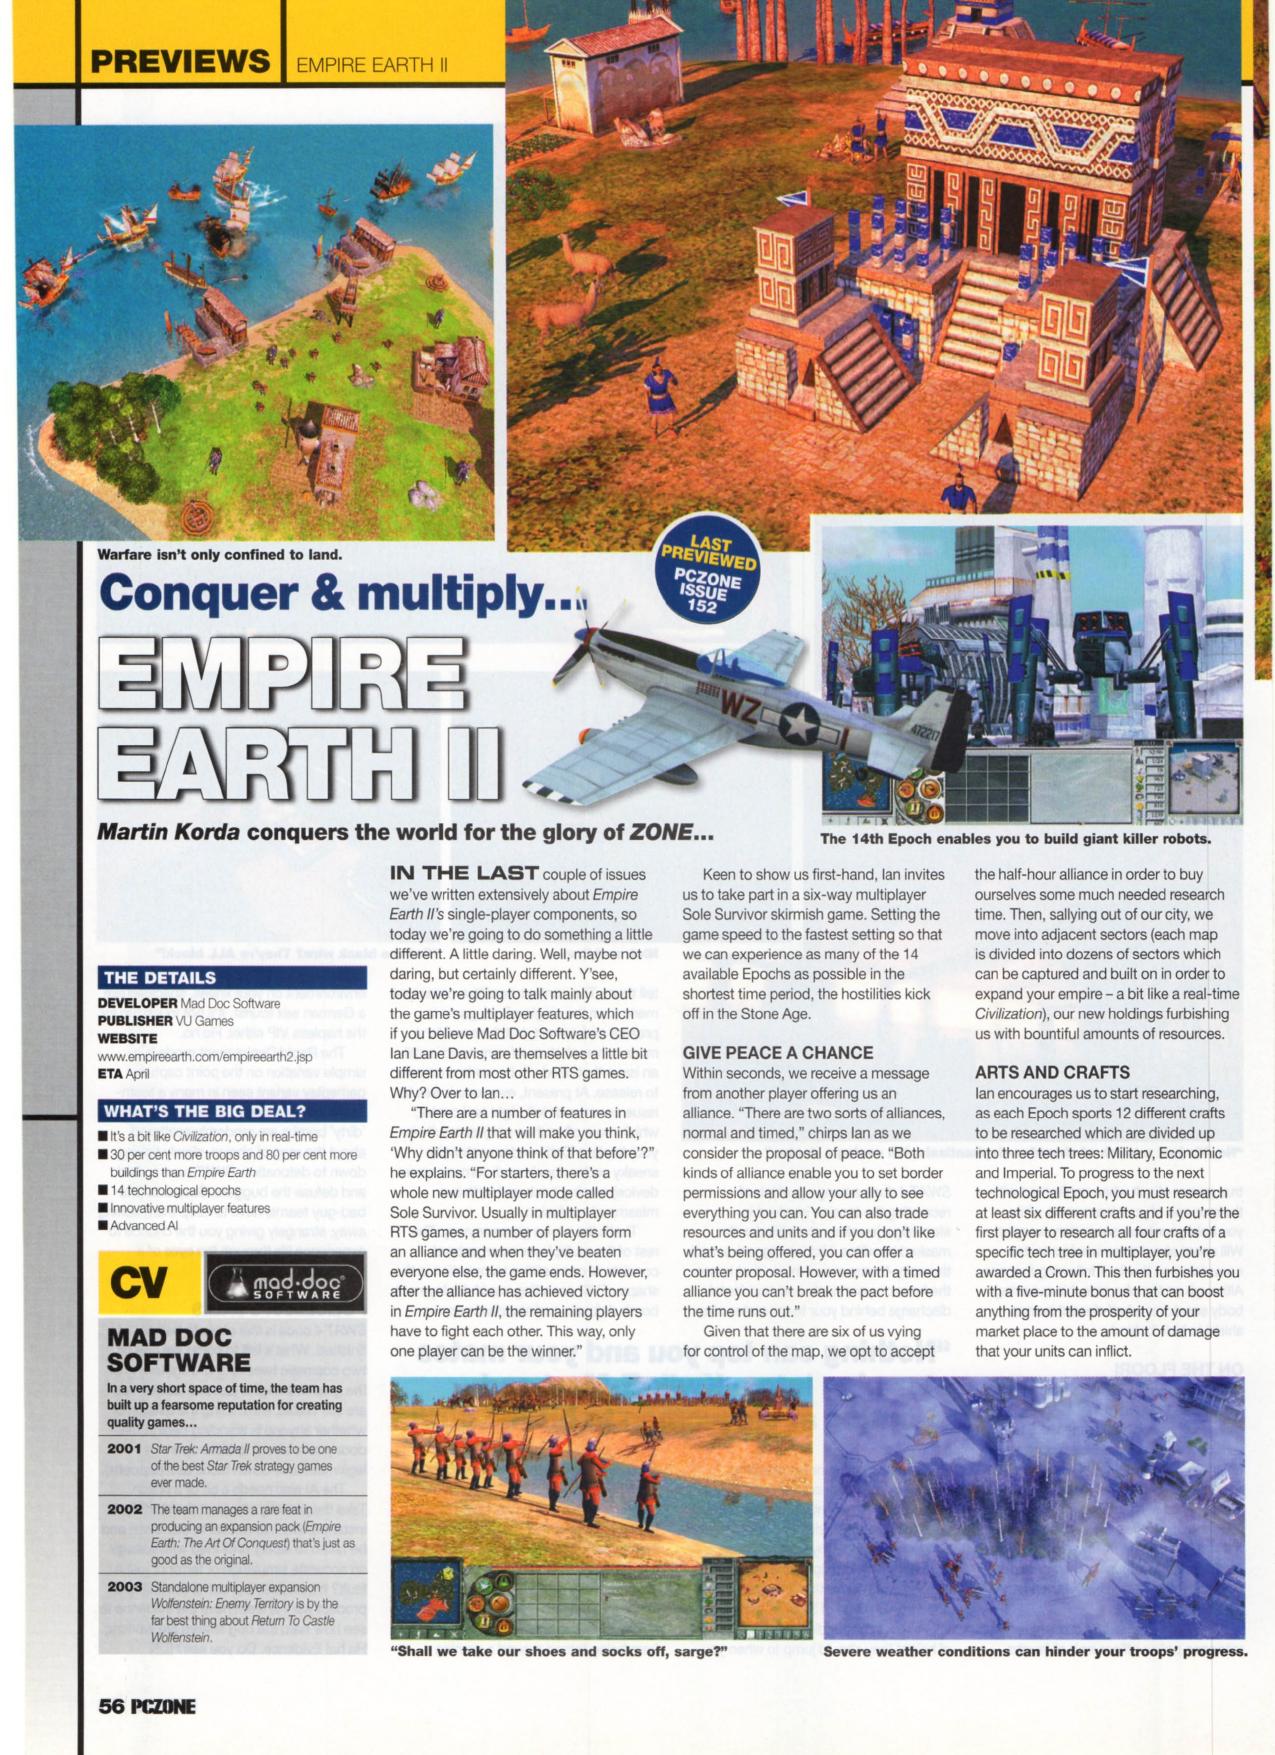 PREVIEWS
EMPIRE EARTH II
Warfare isn't only confined to land.
LAST
PREVIEWED
PCZONE
ISSUE
152
Conquer & multiply...
EMPIRE
EARTH II
WZ
472217
Martin Korda conquers the world for the glory of ZONE...
The 14th Epoch enables you to build giant killer robots.
THE DETAILS
DEVELOPER Mad Doc Software
PUBLISHER VU Games
WEBSITE
www.empireearth.com/empireearth2.jsp
ETA April
WHAT'S THE BIG DEAL?
■ It's a bit like Civilization, only in real-time
■ 30 per cent more troops and 80 per cent more
buildings than Empire Earth
■ 14 technological epochs
■ Innovative multiplayer features
■ Advanced AI
CV
mad·doc
SOFTWARE
MAD DOC
SOFTWARE
In a very short space of time, the team has
built up a fearsome reputation for creating
quality games...
2001 Star Trek: Armada II proves to be one
of the best Star Trek strategy games
ever made.
2002 The team manages a rare feat in
producing an expansion pack (Empire
Earth: The Art Of Conquest) that's just as
good as the original.
2003 Standalone multiplayer expansion
Wolfenstein: Enemy Territory is by the
far best thing about Return To Castle
Wolfenstein.
IN THE LAST couple of issues
we've written extensively about Empire
Earth II's single-player components, so
today we're going to do something a little
different. A little daring. Well, maybe not
daring, but certainly different. Y'see,
today we're going to talk mainly about
the game's multiplayer features, which
if you believe Mad Doc Software's CEO
Ian Lane Davis, are themselves a little bit
different from most other RTS games.
Why? Over to Ian...
"There are a number of features in
Empire Earth II that will make you think,
'Why didn't anyone think of that before'?"
he explains. "For starters, there's a
whole new multiplayer mode called
Sole Survivor. Usually in multiplayer
RTS games, a number of players form
an alliance and when they've beaten
everyone else, the game ends. However,
after the alliance has achieved victory
in Empire Earth II, the remaining players
have to fight each other. This way, only
one player can be the winner."
Keen to show us first-hand, Ian invites
us to take part in a six-way multiplayer
Sole Survivor skirmish game. Setting the
game speed to the fastest setting so that
we can experience as many of the 14
available Epochs as possible in the
shortest time period, the hostilities kick
off in the Stone Age.
GIVE PEACE A CHANCE
Within seconds, we receive a message
from another player offering us an
alliance. "There are two sorts of alliances,
normal and timed," chirps Ian as we
consider the proposal of peace. "Both
kinds of alliance enable you to set border
permissions and allow your ally to see
everything you can. You can also trade
resources and units and if you don't like
what's being offered, you can offer a
counter proposal. However, with a timed
alliance you can't break the pact before
the time runs out."
Given that there are six of us vying
for control of the map, we opt to accept
the half-hour alliance in order to buy
ourselves some much needed research
time. Then, sallying out of our city, we
move into adjacent sectors (each map
is divided into dozens of sectors which
can be captured and built on in order to
expand your empire – a bit like a real-time
Civilization), our new holdings furbishing
us with bountiful amounts of resources.
ARTS AND CRAFTS
Ian encourages us to start researching,
as each Epoch sports 12 different crafts
to be researched which are divided up
into three tech trees: Military, Economic
and Imperial. To progress to the next
technological Epoch, you must research
at least six different crafts and if you're the
first player to research all four crafts of
specific tech tree in multiplayer, you're
awarded a Crown. This then furbishes you
with a five-minute bonus that can boost
anything from the prosperity of your
market place to the amount of damage
that your units can inflict.
"Shall we take our shoes and socks off, sarge?"
Severe weather conditions can hinder your troops' progress.
56 PCZONE